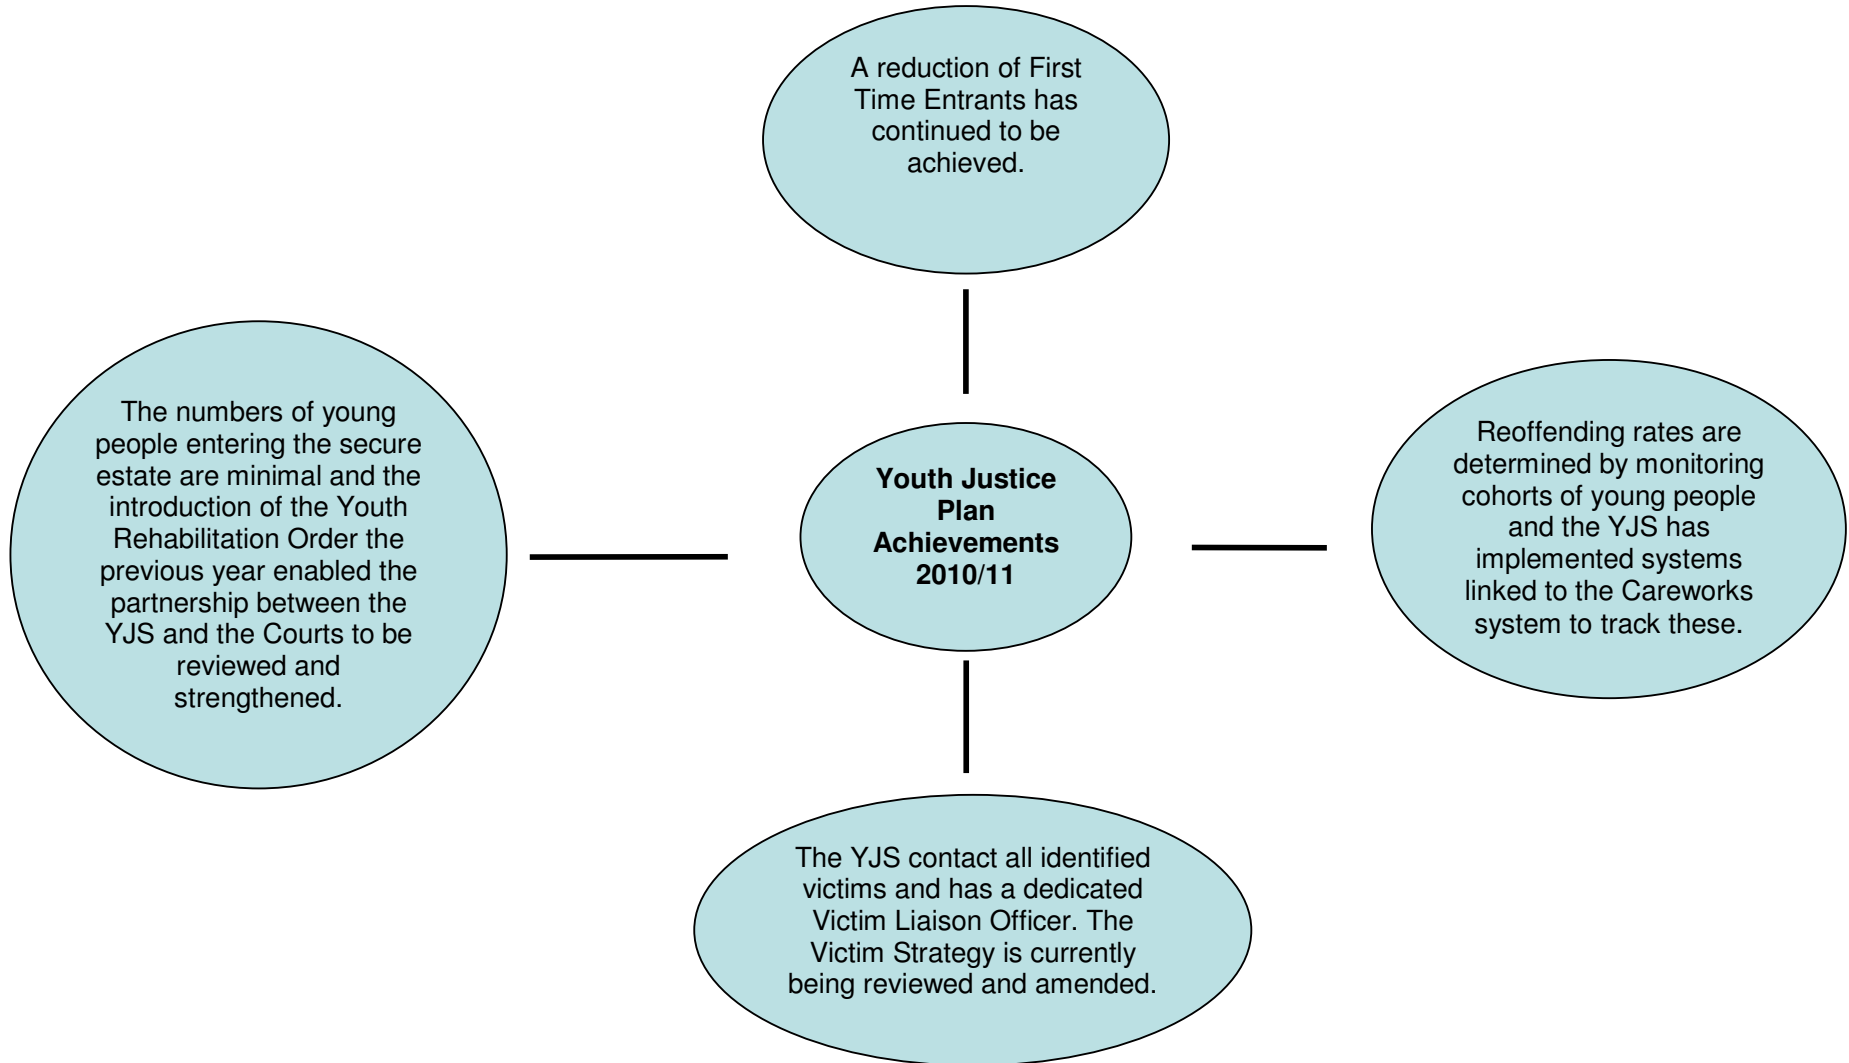 A reduction of First
Time Entrants has
continued to be
achieved.
The numbers of young
people entering the secure
estate are minimal and the
introduction of the Youth
Rehabilitation Order the
previous year enabled the
partnership between the
YJS and the Courts to be
reviewed and
strengthened.
Youth Justice
Plan
Achievements
2010/11
Reoffending rates are
determined by monitoring
cohorts of young people
and the YJS has
implemented systems
linked to the Careworks
system to track these.
The YJS contact all identified
victims and has a dedicated
Victim Liaison Officer. The
Victim Strategy is currently
being reviewed and amended.